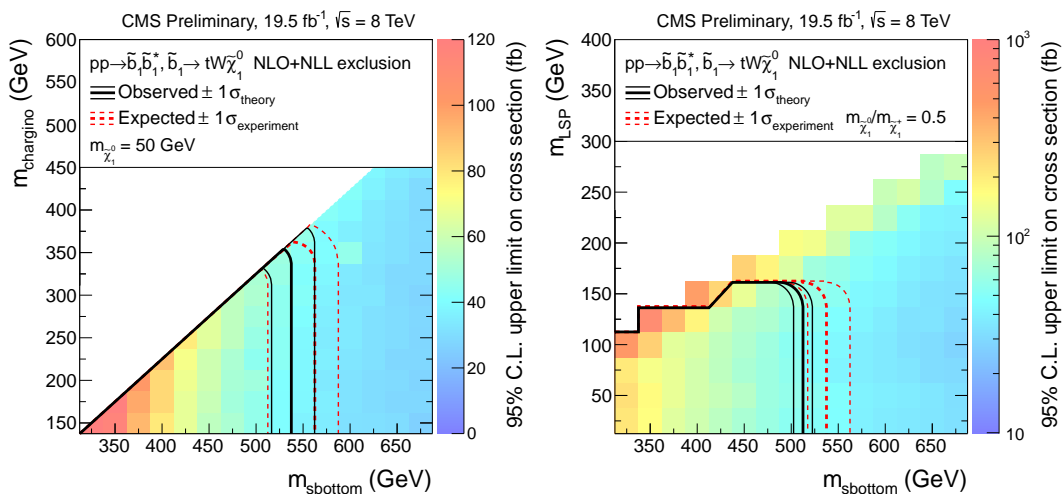 CMS Preliminary, 19.5 fb⁻¹, √s = 8 TeV
m_chargino (GeV)
600
550
500
450
400
350
300
250
200
150
pp→b̃₁b̃₁*, b̃₁→ tWχ̃₁⁰ NLO+NLL exclusion
Observed ± 1σ_theory
Expected ± 1σ_experiment
m_χ̃₁⁰ = 50 GeV
350 400 450 500 550 600 650
m_sbottom (GeV)
120
100
80
60
40
20
0
95% C.L. upper limit on cross section (fb)
CMS Preliminary, 19.5 fb⁻¹, √s = 8 TeV
m_LSP (GeV)
400
350
300
250
200
150
100
50
pp→b̃₁b̃₁*, b̃₁→ tWχ̃₁⁰ NLO+NLL exclusion
Observed ± 1σ_theory
Expected ± 1σ_experiment m_χ̃₁⁰/m_χ̃₁⁺ = 0.5
350 400 450 500 550 600 650
m_sbottom (GeV)
10³
10²
10
95% C.L. upper limit on cross section (fb)